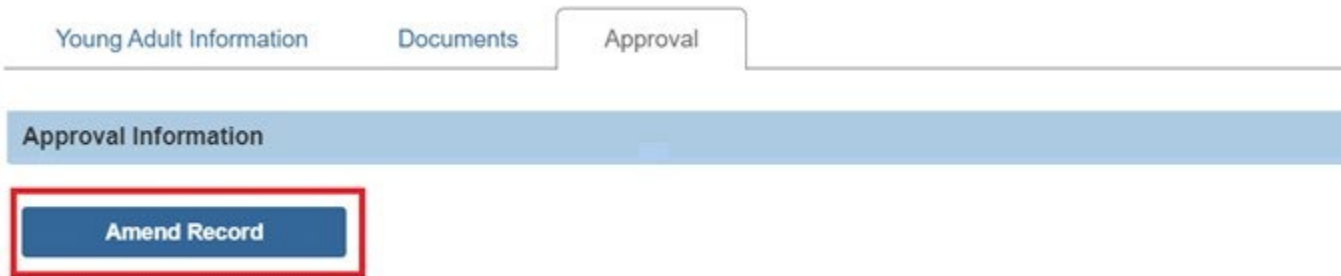 Young Adult Information Documents Approval
Approval Information
Amend Record